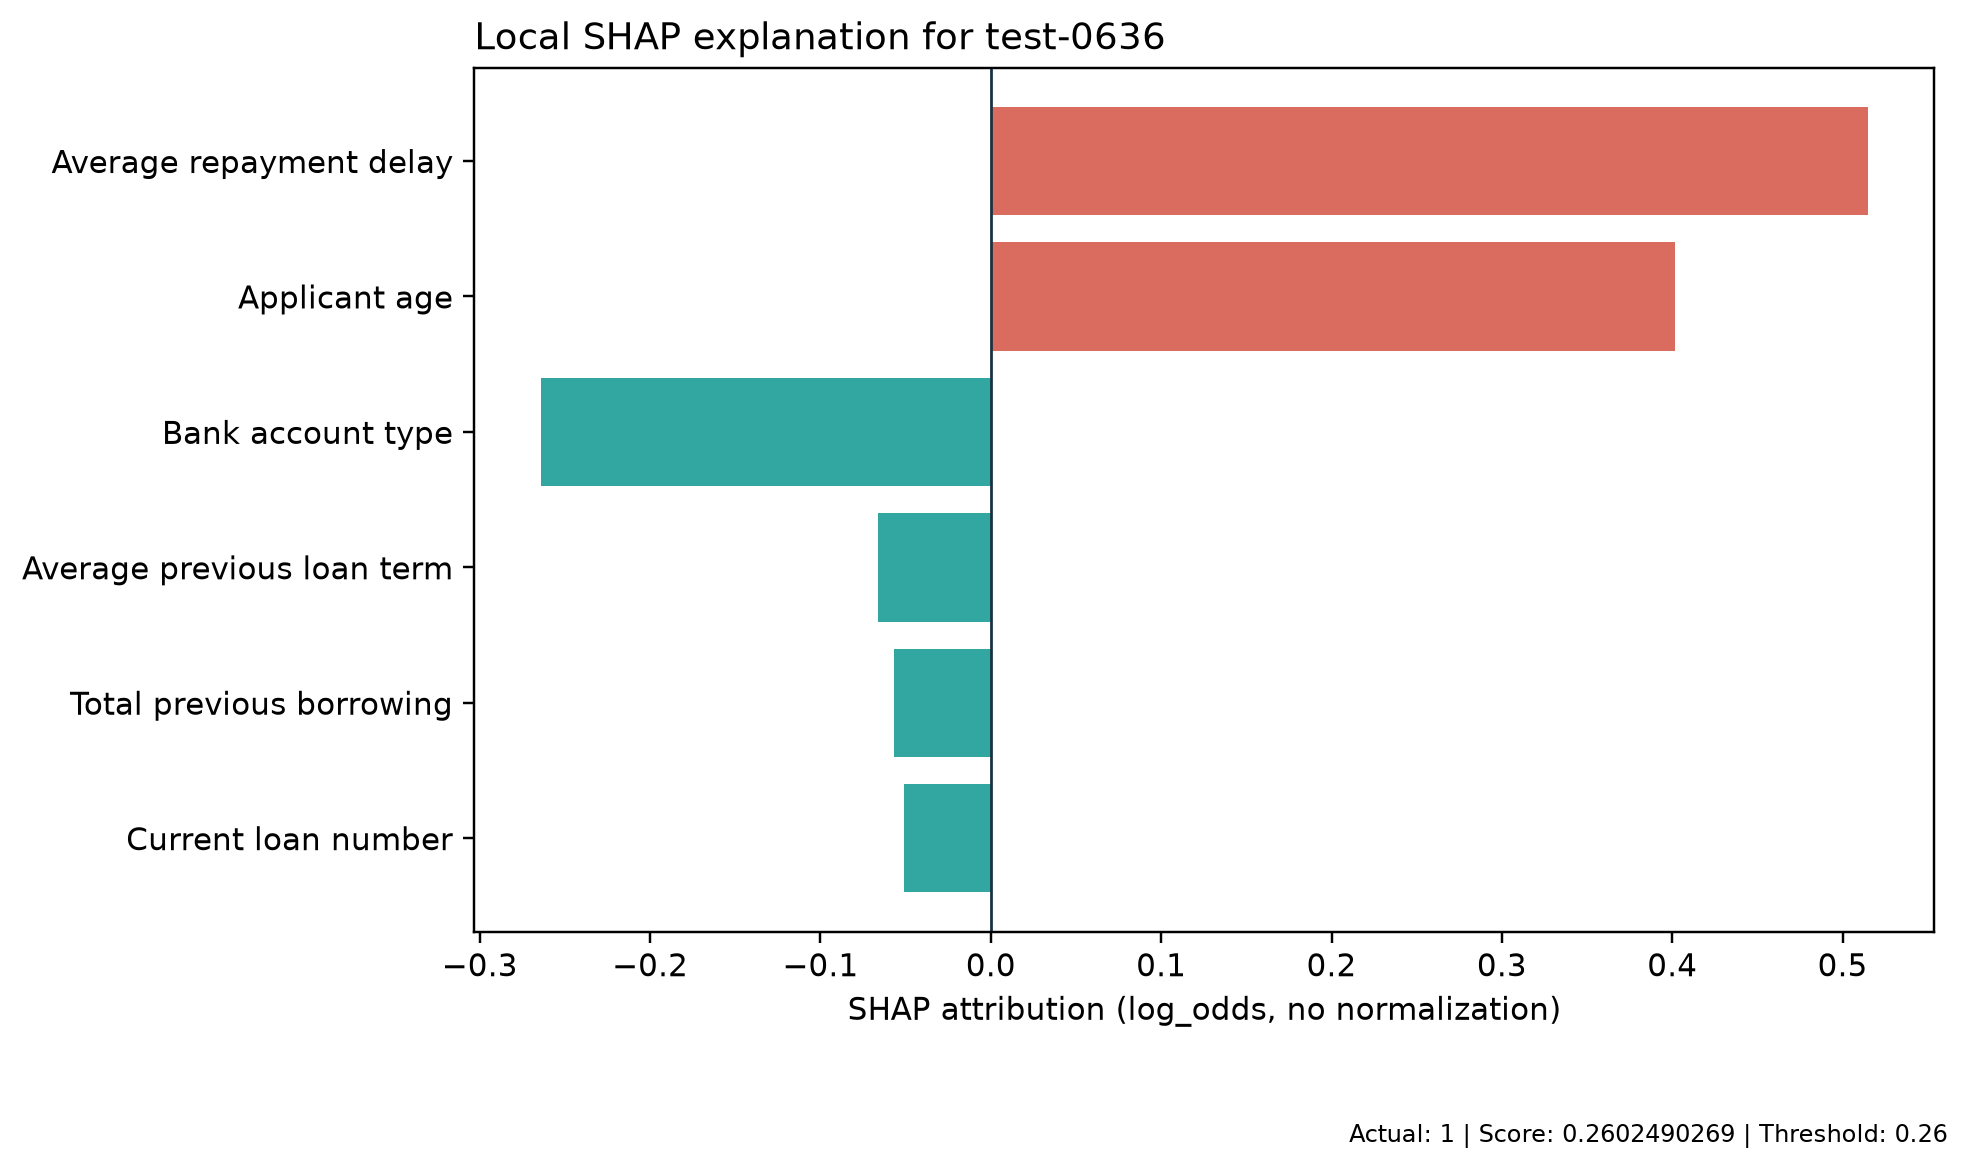 Local SHAP explanation for test-0636
Average repayment delay
Applicant age
Bank account type
Average previous loan term
Total previous borrowing
Current loan number
−0.3 −0.2 −0.1 0.0 0.1 0.2 0.3 0.4 0.5
SHAP attribution (log_odds, no normalization)
Actual: 1 | Score: 0.2602490269 | Threshold: 0.26